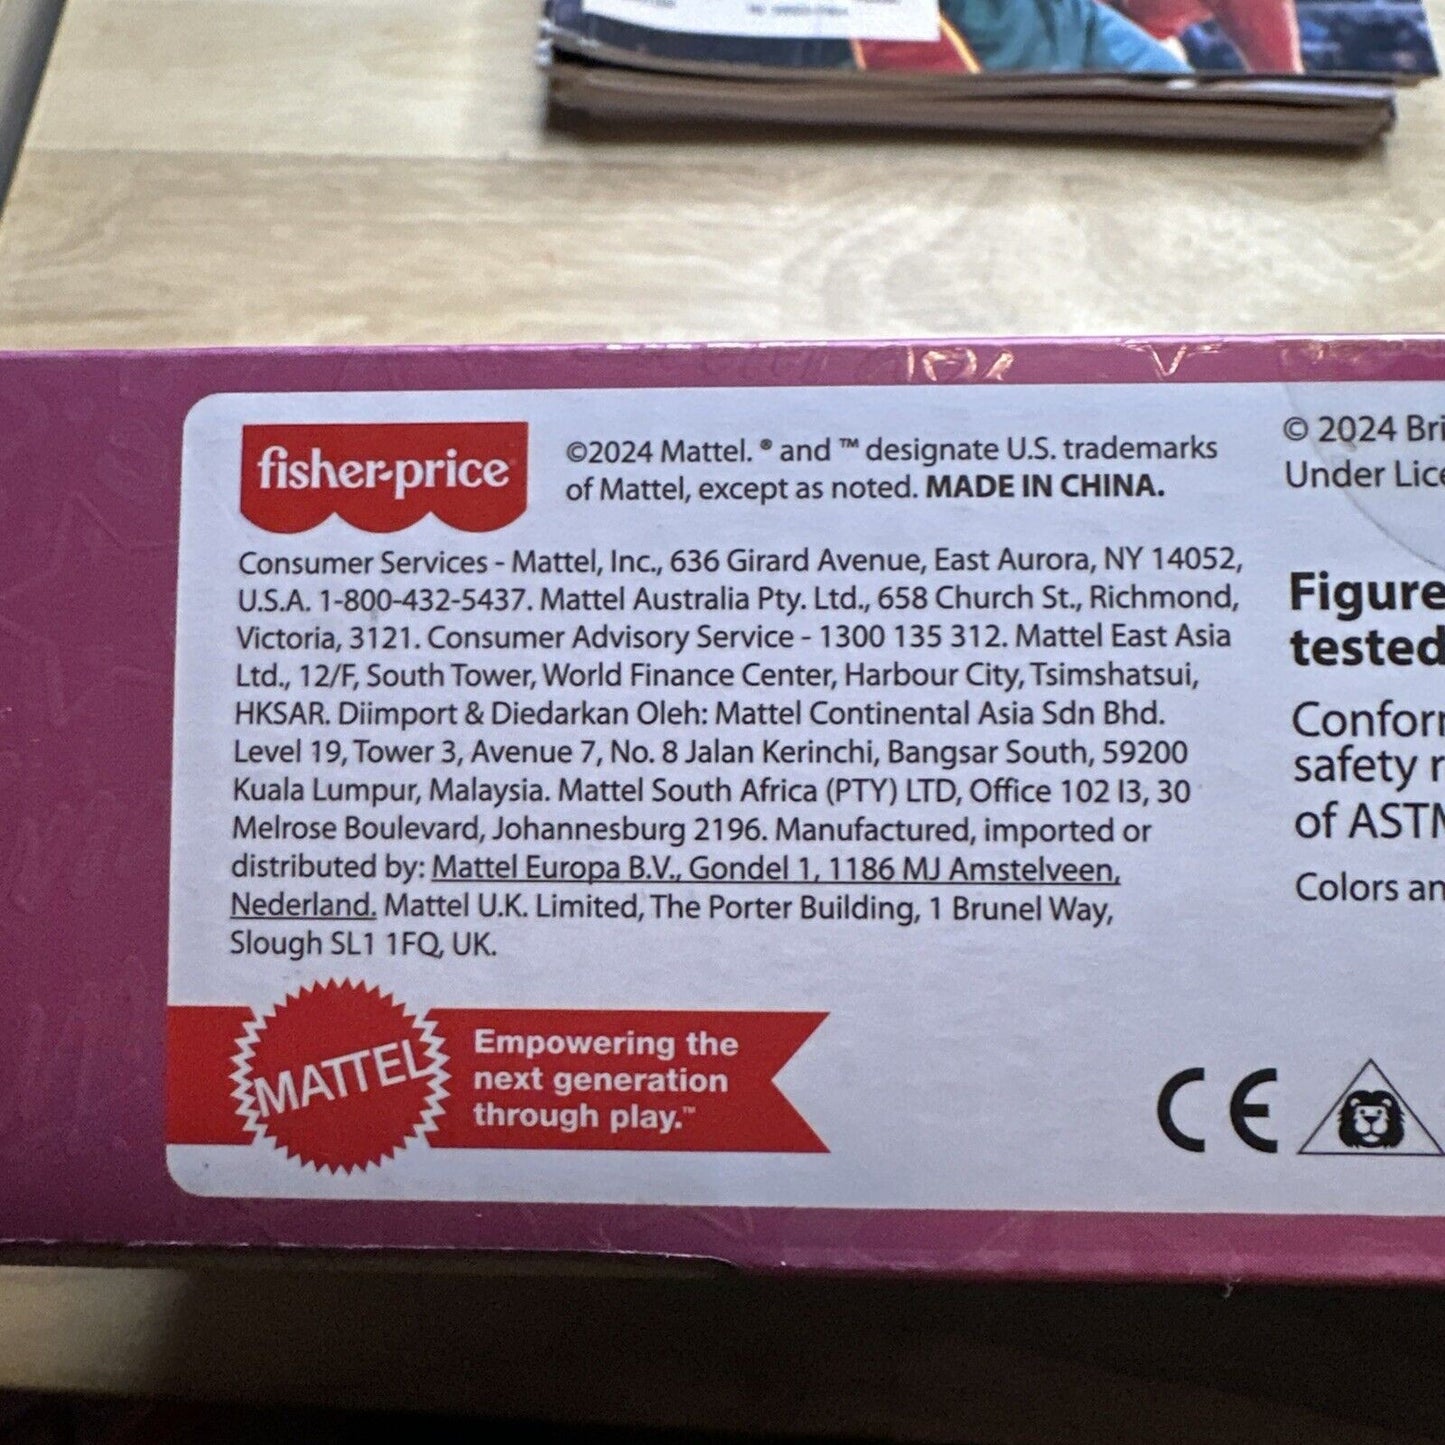 fisher-price
©2024 Mattel. ® and ™ designate U.S. trademarks
of Mattel, except as noted. MADE IN CHINA.
Consumer Services - Mattel, Inc., 636 Girard Avenue, East Aurora, NY 14052,
U.S.A. 1-800-432-5437. Mattel Australia Pty. Ltd., 658 Church St., Richmond,
Victoria, 3121. Consumer Advisory Service - 1300 135 312. Mattel East Asia
Ltd., 12/F, South Tower, World Finance Center, Harbour City, Tsimshatsui,
HKSAR. Diimport & Diedarkan Oleh: Mattel Continental Asia Sdn Bhd.
Level 19, Tower 3, Avenue 7, No. 8 Jalan Kerinchi, Bangsar South, 59200
Kuala Lumpur, Malaysia. Mattel South Africa (PTY) LTD, Office 102 I3, 30
Melrose Boulevard, Johannesburg 2196. Manufactured, imported or
distributed by: Mattel Europa B.V., Gondel 1, 1186 MJ Amstelveen,
Nederland. Mattel U.K. Limited, The Porter Building, 1 Brunel Way,
Slough SL1 1FQ, UK.
MATTEL
Empowering the
next generation
through play.™
© 2024
Under
Figure
tested
safety
of
Colors
CE